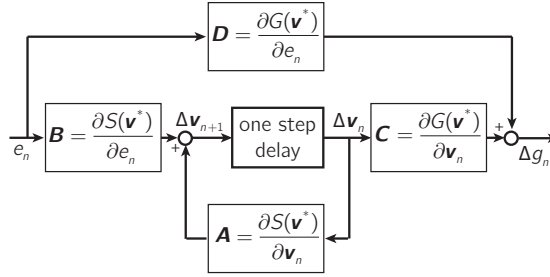 D = ∂G(v*) / ∂e_n
e_n
B = ∂S(v*) / ∂e_n
+
Δv_{n+1}
one step
delay
Δv_n
C = ∂G(v*) / ∂v_n
+
Δg_n
A = ∂S(v*) / ∂v_n